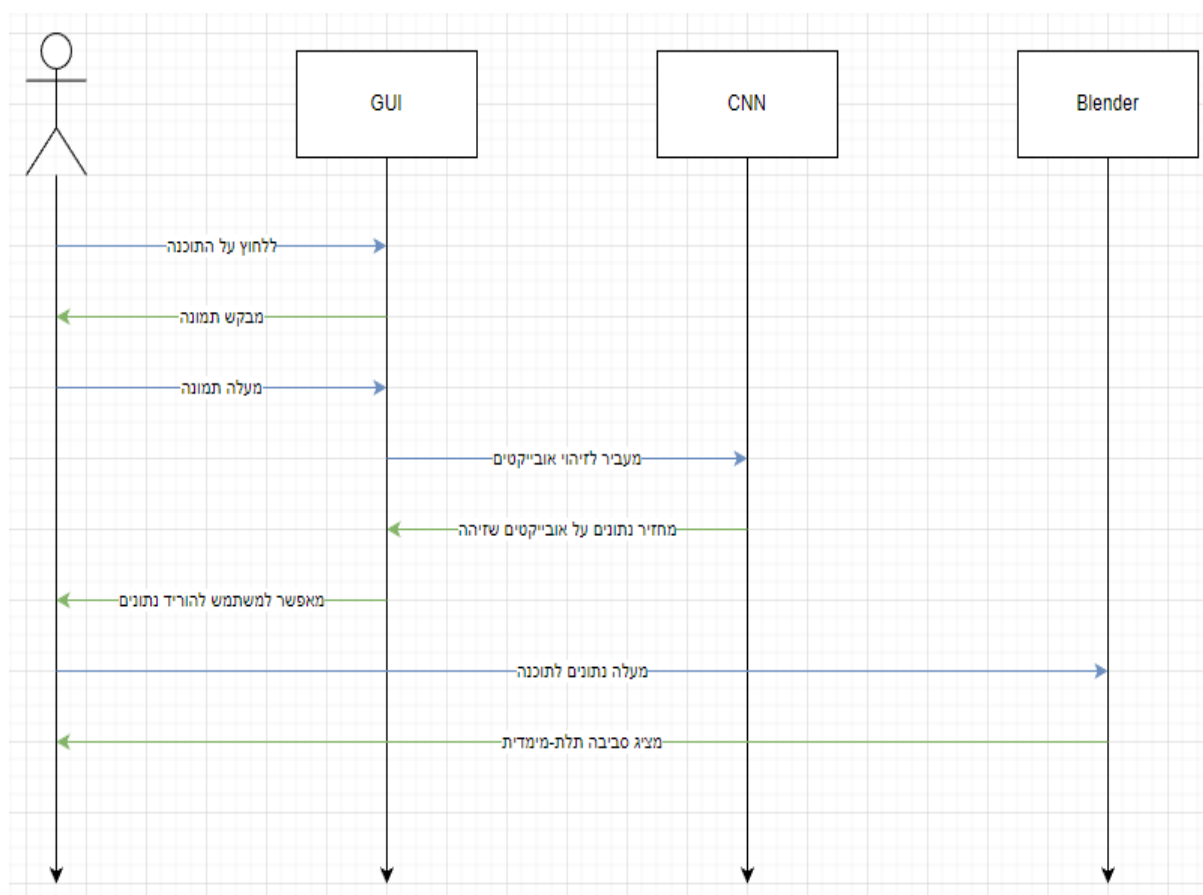 GUI
CNN
Blender
ללחוץ על התוכנה
מבקש תמונה
מעלה תמונה
מעביר לזיהוי אובייקטים
מחזיר נתונים על אובייקטים שזיהה
מאפשר למשתמש להוריד נתונים
מעלה נתונים לתוכנה
מציג סביבה תלת-מימדית